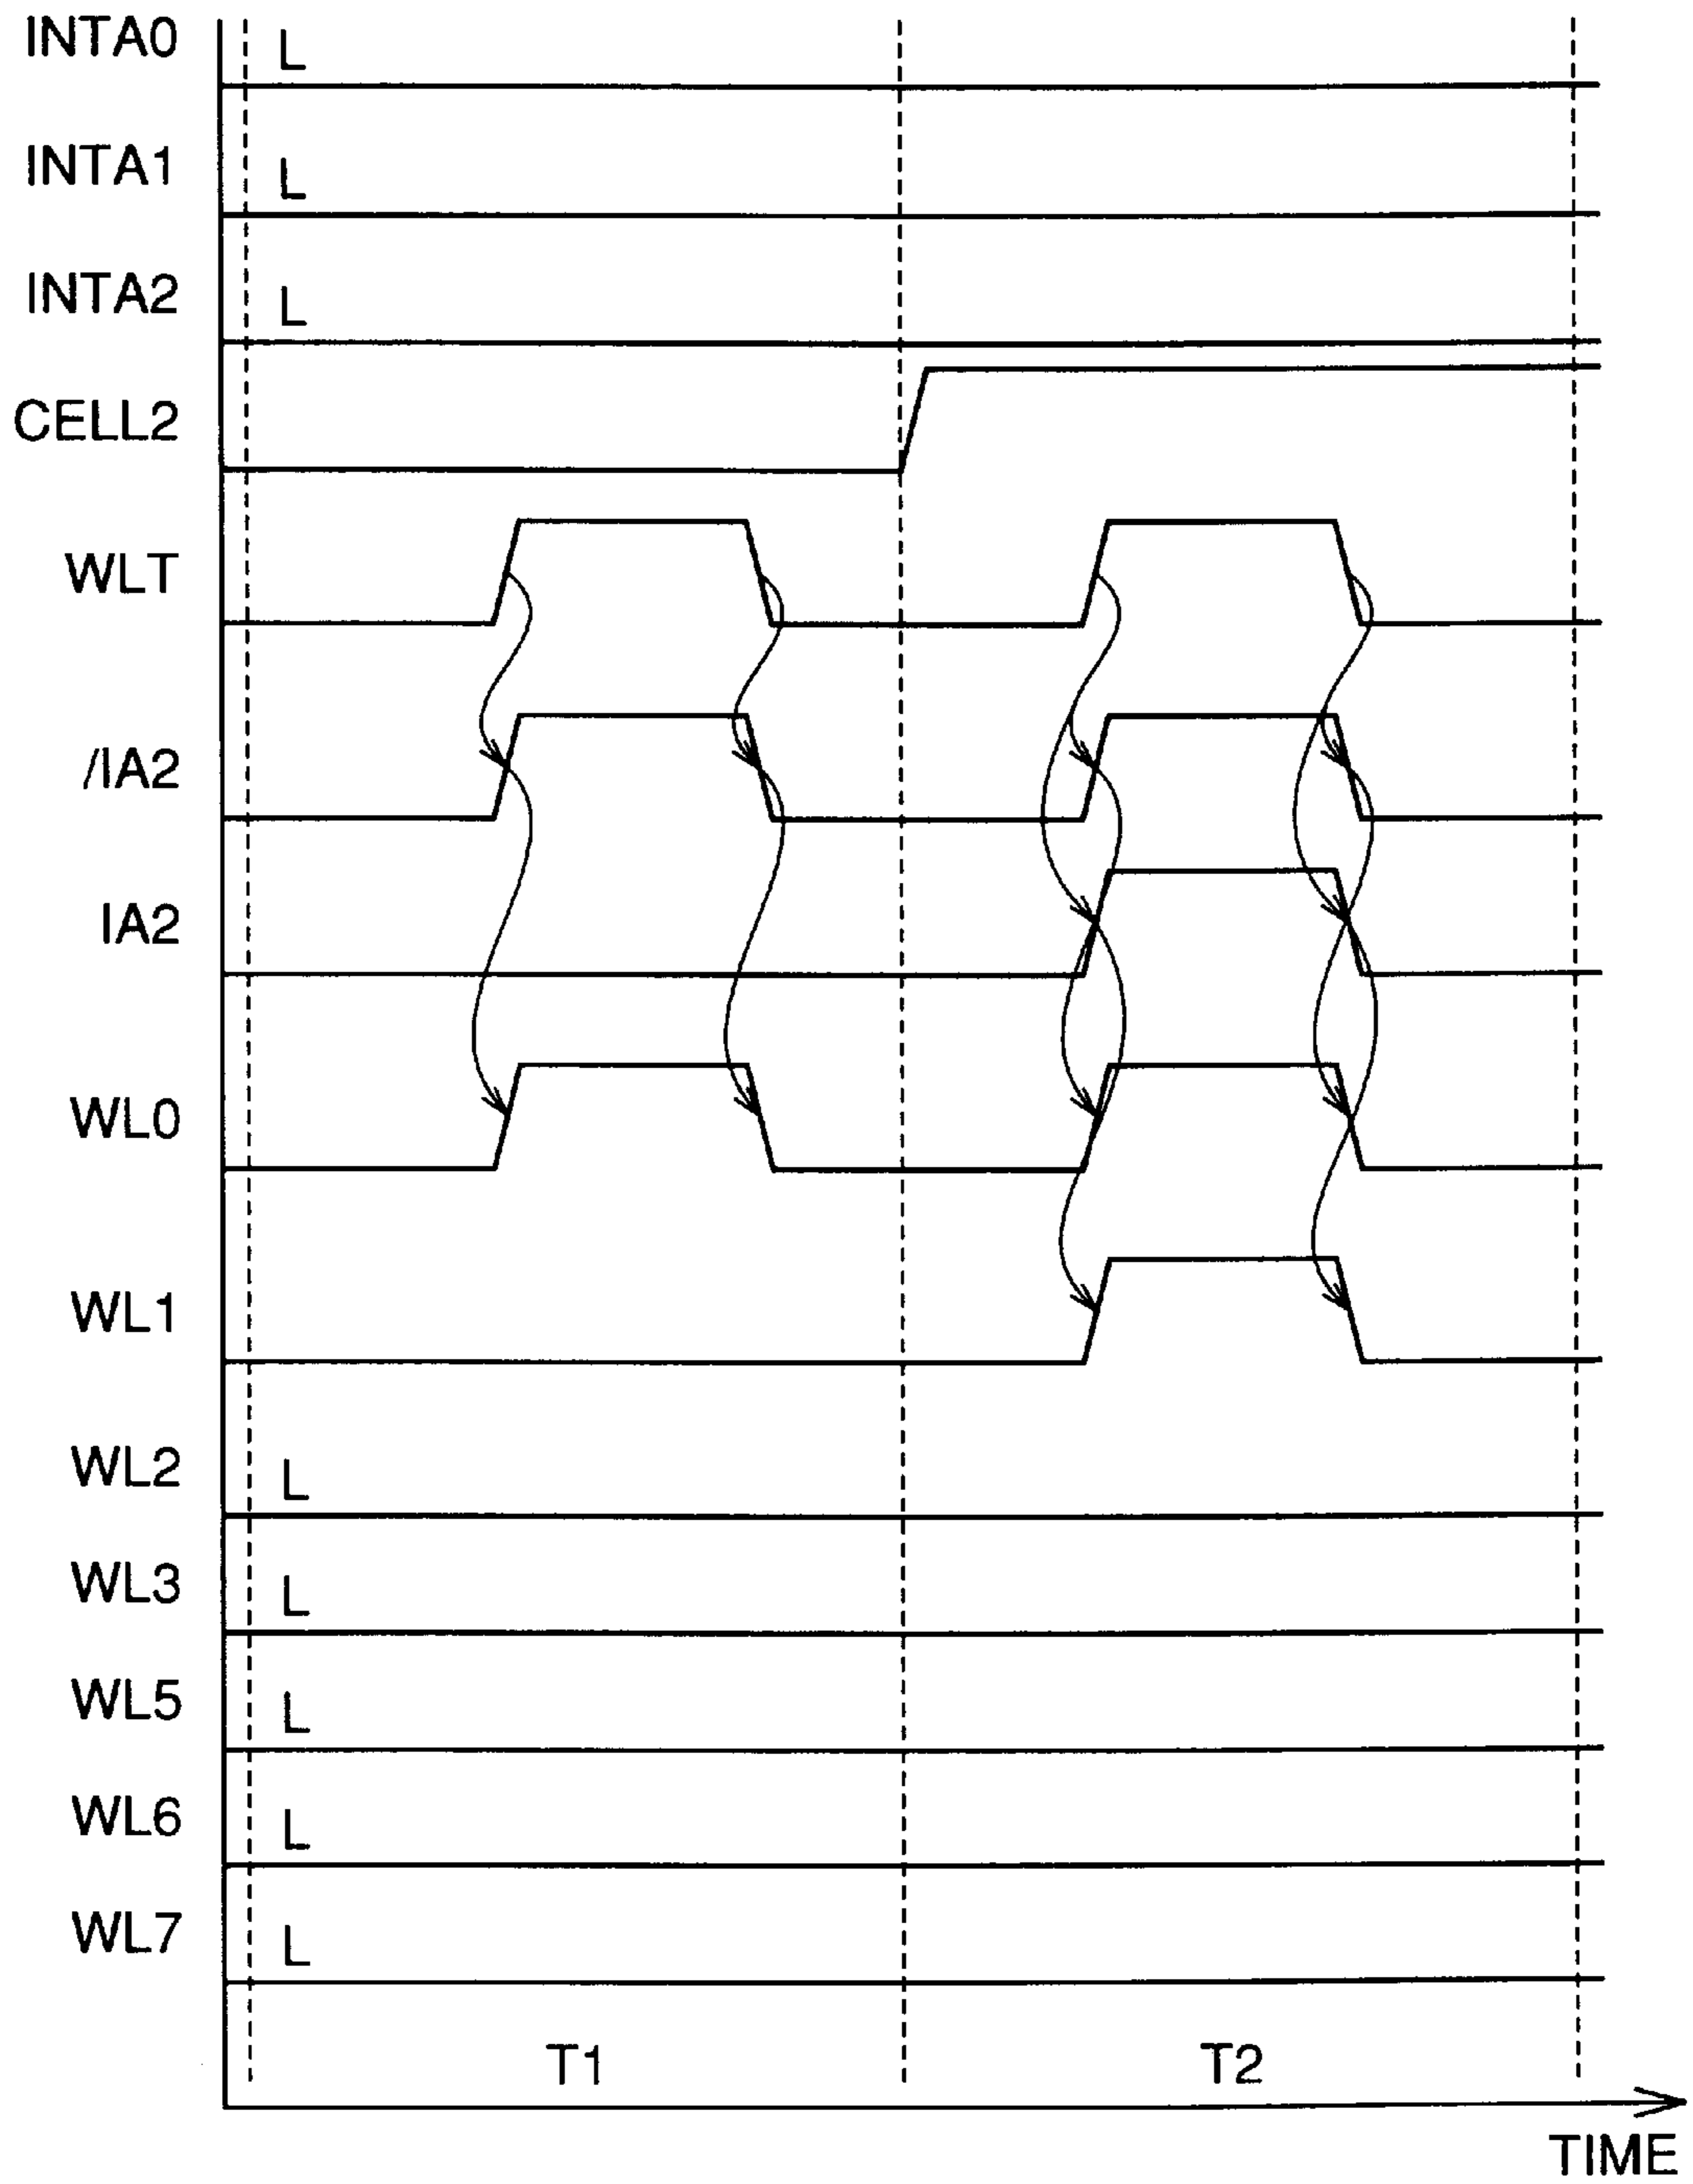 INTA0 L
INTA1 L
INTA2 L
CELL2
WLT
/IA2
IA2
WL0
WL1
WL2 L
WL3 L
WL5 L
WL6 L
WL7 L
T1 T2
TIME